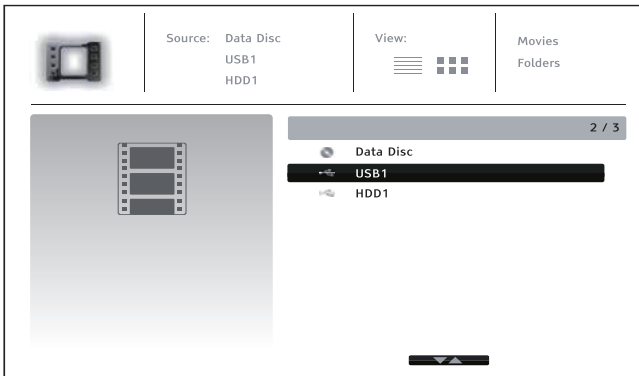 Source: Data Disc
USB1
HDD1
View:
Movies
Folders
2 / 3
Data Disc
USB1
HDD1